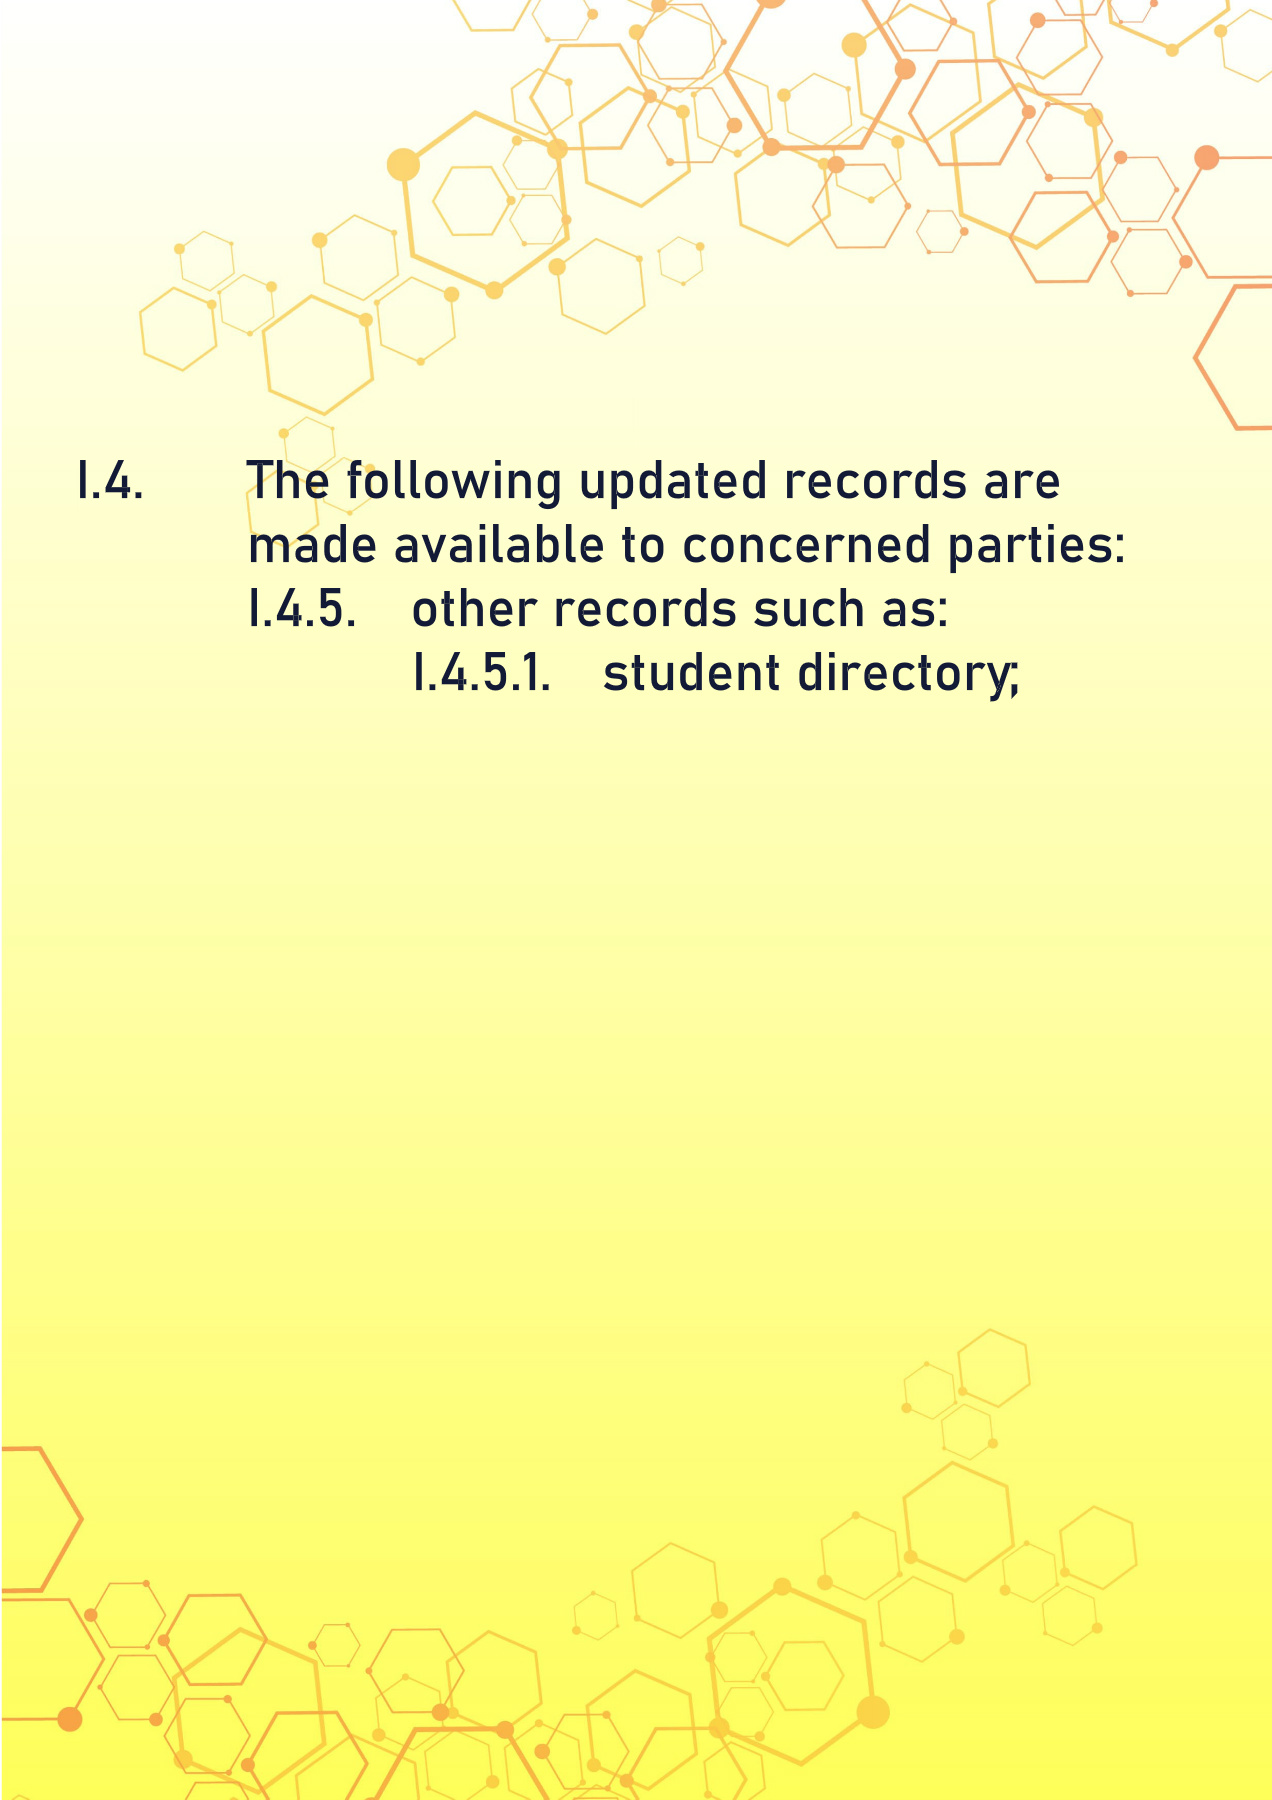 I.4. The following updated records are
made available to concerned parties:
I.4.5. other records such as:
I.4.5.1. student directory;